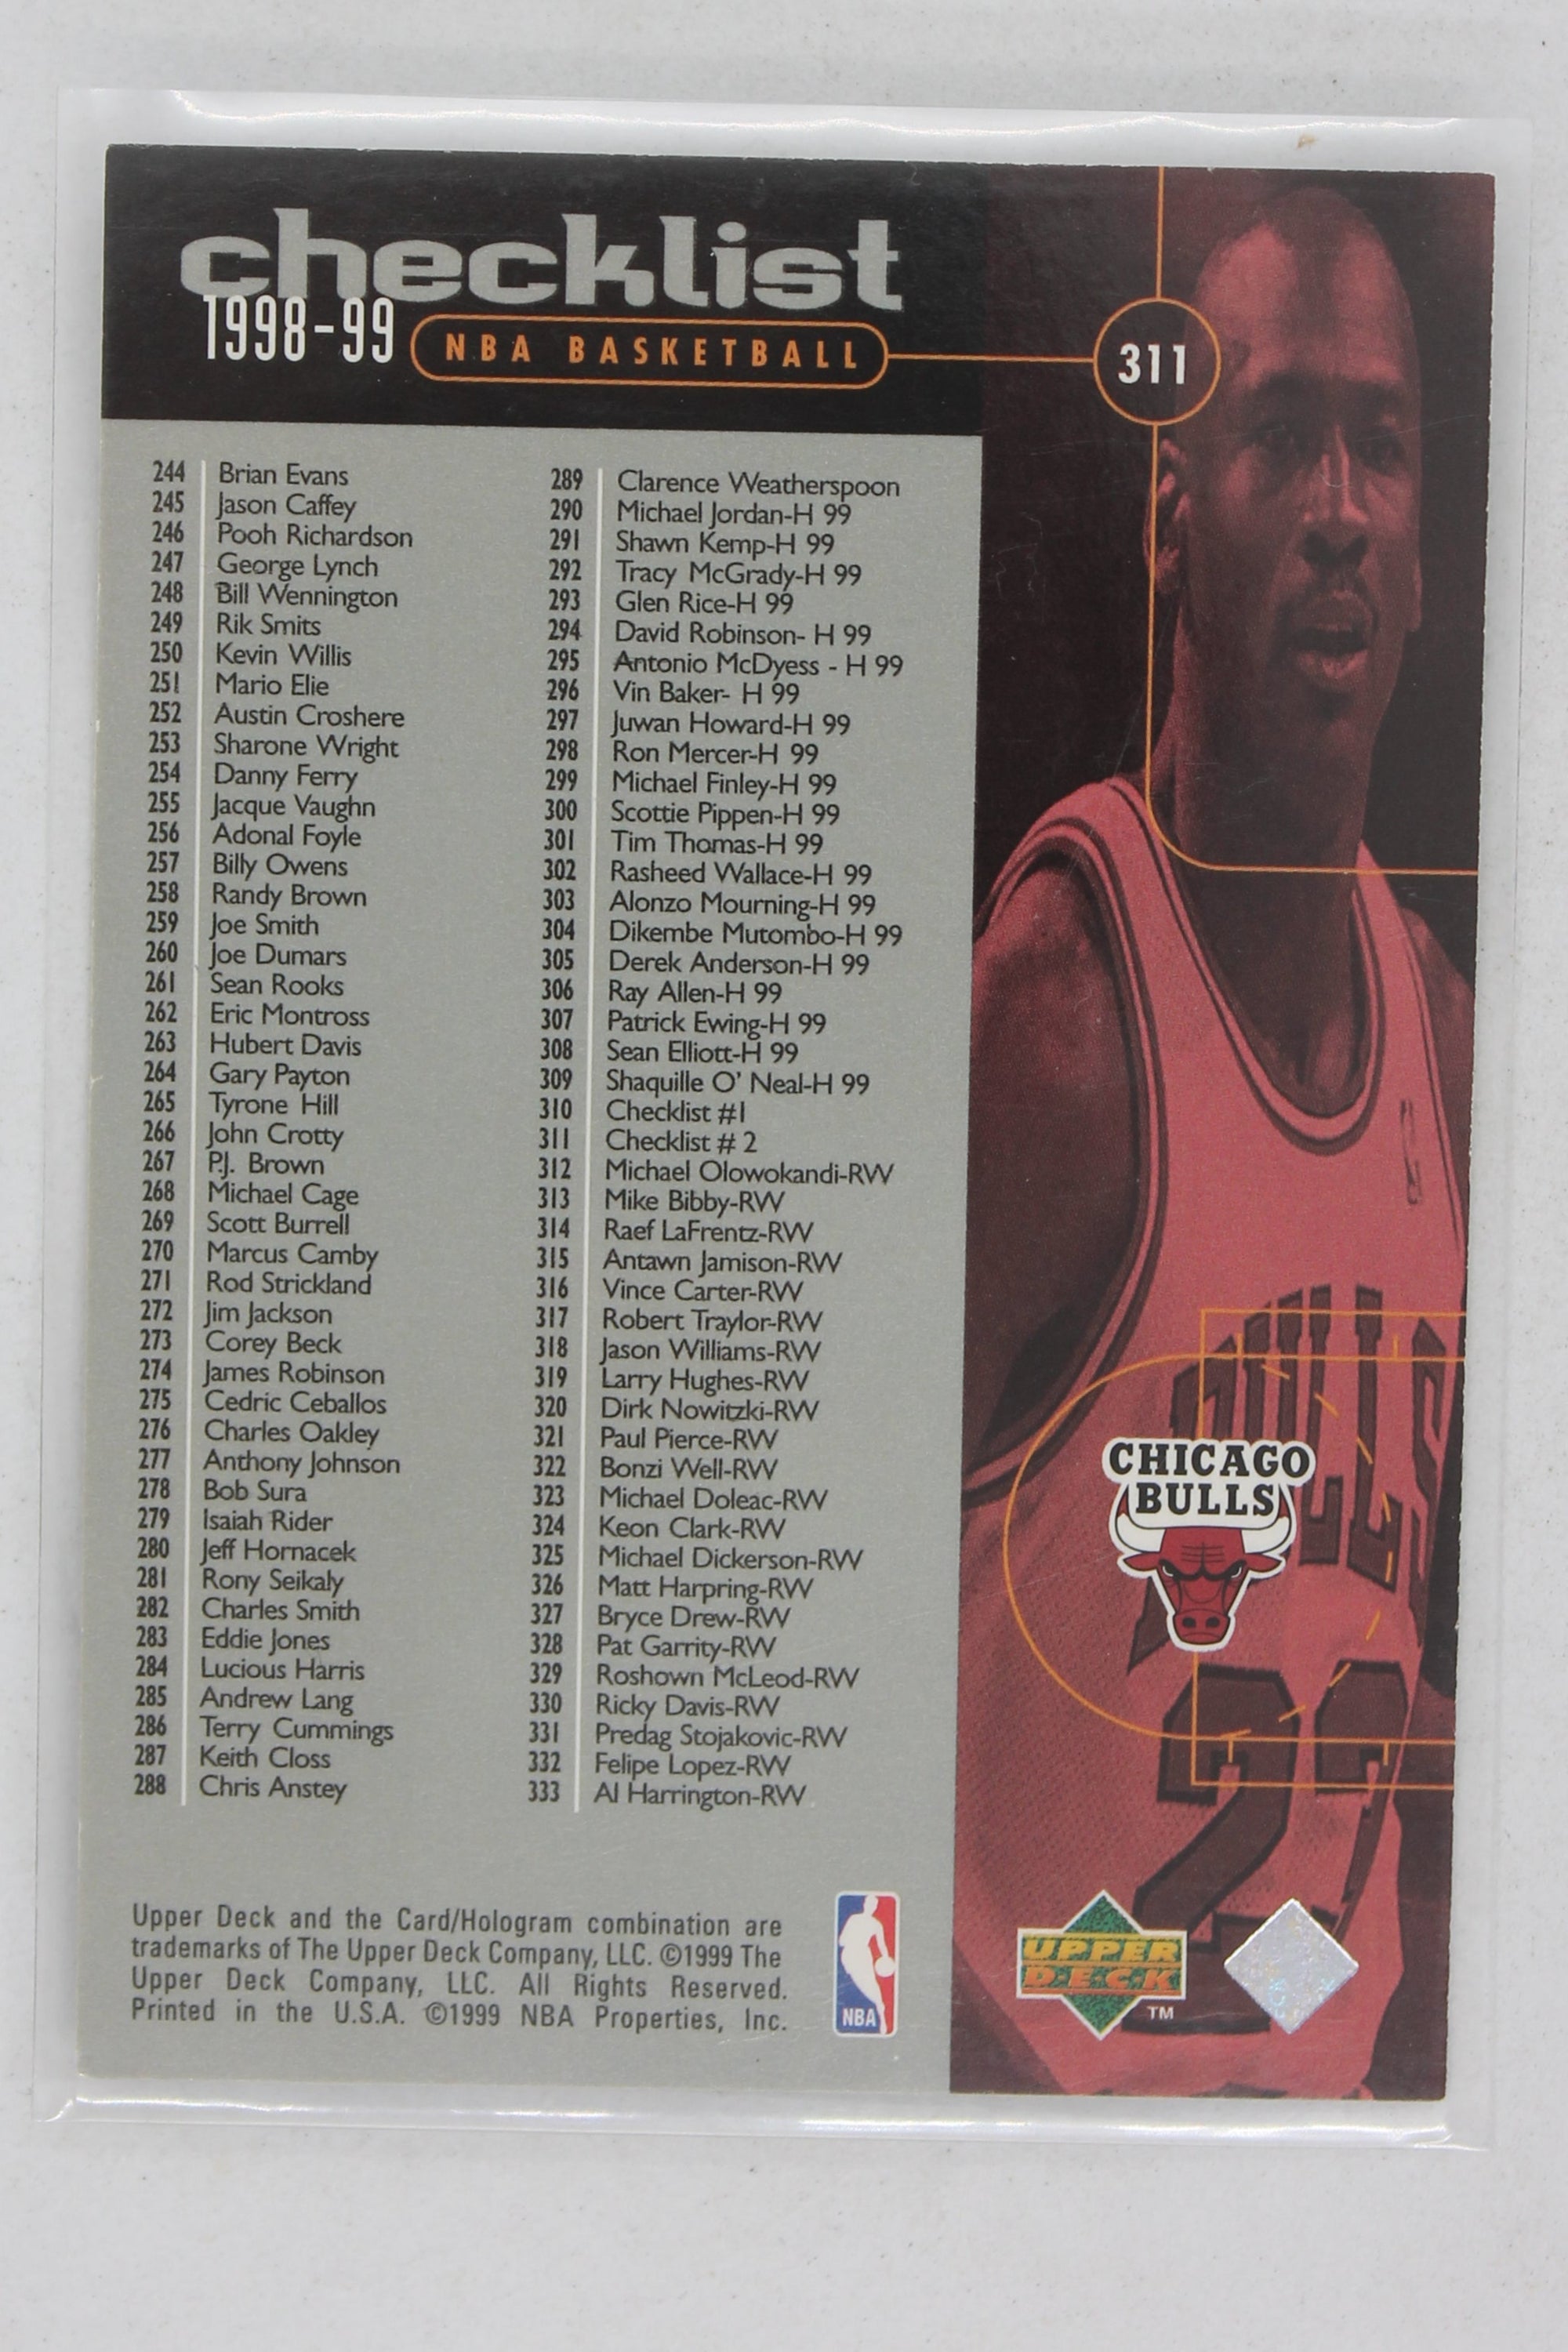 checklist
1998-99
NBA BASKETBALL
311
244 Brian Evans
245 Jason Caffey
246 Pooh Richardson
247 George Lynch
248 Bill Wennington
249 Rik Smits
250 Kevin Willis
251 Mario Elie
252 Austin Croshere
253 Sharone Wright
254 Danny Ferry
255 Jacque Vaughn
256 Adonal Foyle
257 Billy Owens
258 Randy Brown
259 Joe Smith
260 Joe Dumars
261 Sean Rooks
262 Eric Montross
263 Hubert Davis
264 Gary Payton
265 Tyrone Hill
266 John Crotty
267 P.J. Brown
268 Michael Cage
269 Scott Burrell
270 Marcus Camby
271 Rod Strickland
272 Jim Jackson
273 Corey Beck
274 James Robinson
275 Cedric Ceballos
276 Charles Oakley
277 Anthony Johnson
278 Bob Sura
279 Isaiah Rider
280 Jeff Hornacek
281 Rony Seikaly
282 Charles Smith
283 Eddie Jones
284 Lucious Harris
285 Andrew Lang
286 Terry Cummings
287 Keith Closs
288 Chris Anstey
289 Clarence Weatherspoon
290 Michael Jordan-H 99
291 Shawn Kemp-H 99
292 Tracy McGrady-H 99
293 Glen Rice-H 99
294 David Robinson- H 99
295 Antonio McDyess - H 99
296 Vin Baker- H 99
297 Juwan Howard-H 99
298 Ron Mercer-H 99
299 Michael Finley-H 99
300 Scottie Pippen-H 99
301 Tim Thomas-H 99
302 Rasheed Wallace-H 99
303 Alonzo Mourning-H 99
304 Dikembe Mutombo-H 99
305 Derek Anderson-H 99
306 Ray Allen-H 99
307 Patrick Ewing-H 99
308 Sean Elliott-H 99
309 Shaquille O' Neal-H 99
310 Checklist #1
311 Checklist # 2
312 Michael Olowokandi-RW
313 Mike Bibby-RW
314 Raef LaFrentz-RW
315 Antawn Jamison-RW
316 Vince Carter-RW
317 Robert Traylor-RW
318 Jason Williams-RW
319 Larry Hughes-RW
320 Dirk Nowitzki-RW
321 Paul Pierce-RW
322 Bonzi Well-RW
323 Michael Doleac-RW
324 Keon Clark-RW
325 Michael Dickerson-RW
326 Matt Harpring-RW
327 Bryce Drew-RW
328 Pat Garrity-RW
329 Roshown McLeod-RW
330 Ricky Davis-RW
331 Predag Stojakovic-RW
332 Felipe Lopez-RW
333 Al Harrington-RW
BULLS
CHICAGO
BULLS
23
Upper Deck and the Card/Hologram combination are
trademarks of The Upper Deck Company, LLC. ©1999 The
Upper Deck Company, LLC. All Rights Reserved.
Printed in the U.S.A. ©1999 NBA Properties, Inc.
NBA
UPPER
DECK
TM